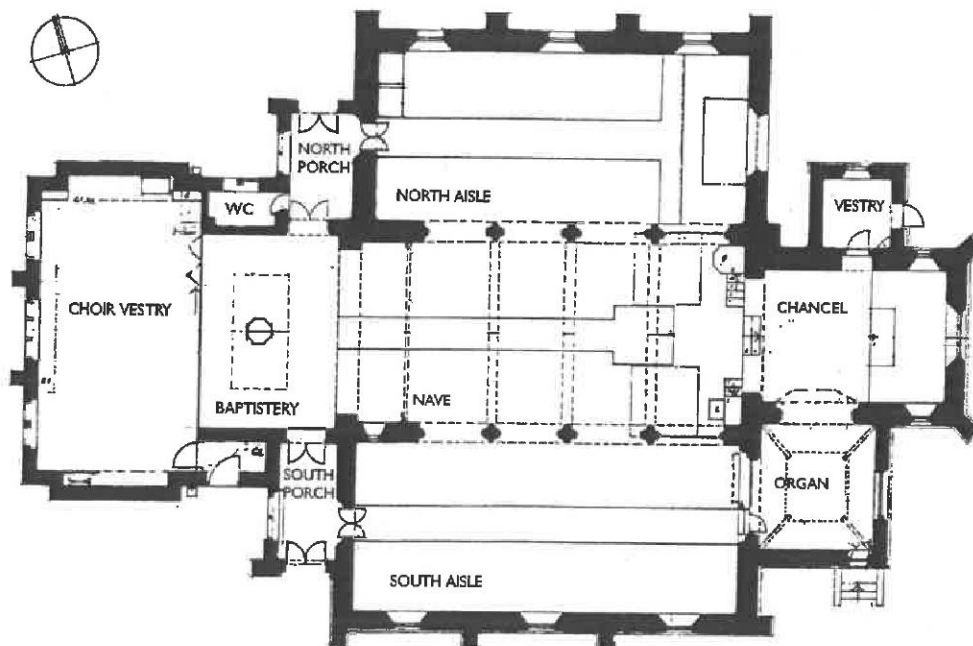 NORTH
PORCH
WC
NORTH AISLE
VESTRY
CHOIR VESTRY
CHANCEL
BAPTISTERY
NAVE
SOUTH
PORCH
ORGAN
SOUTH AISLE